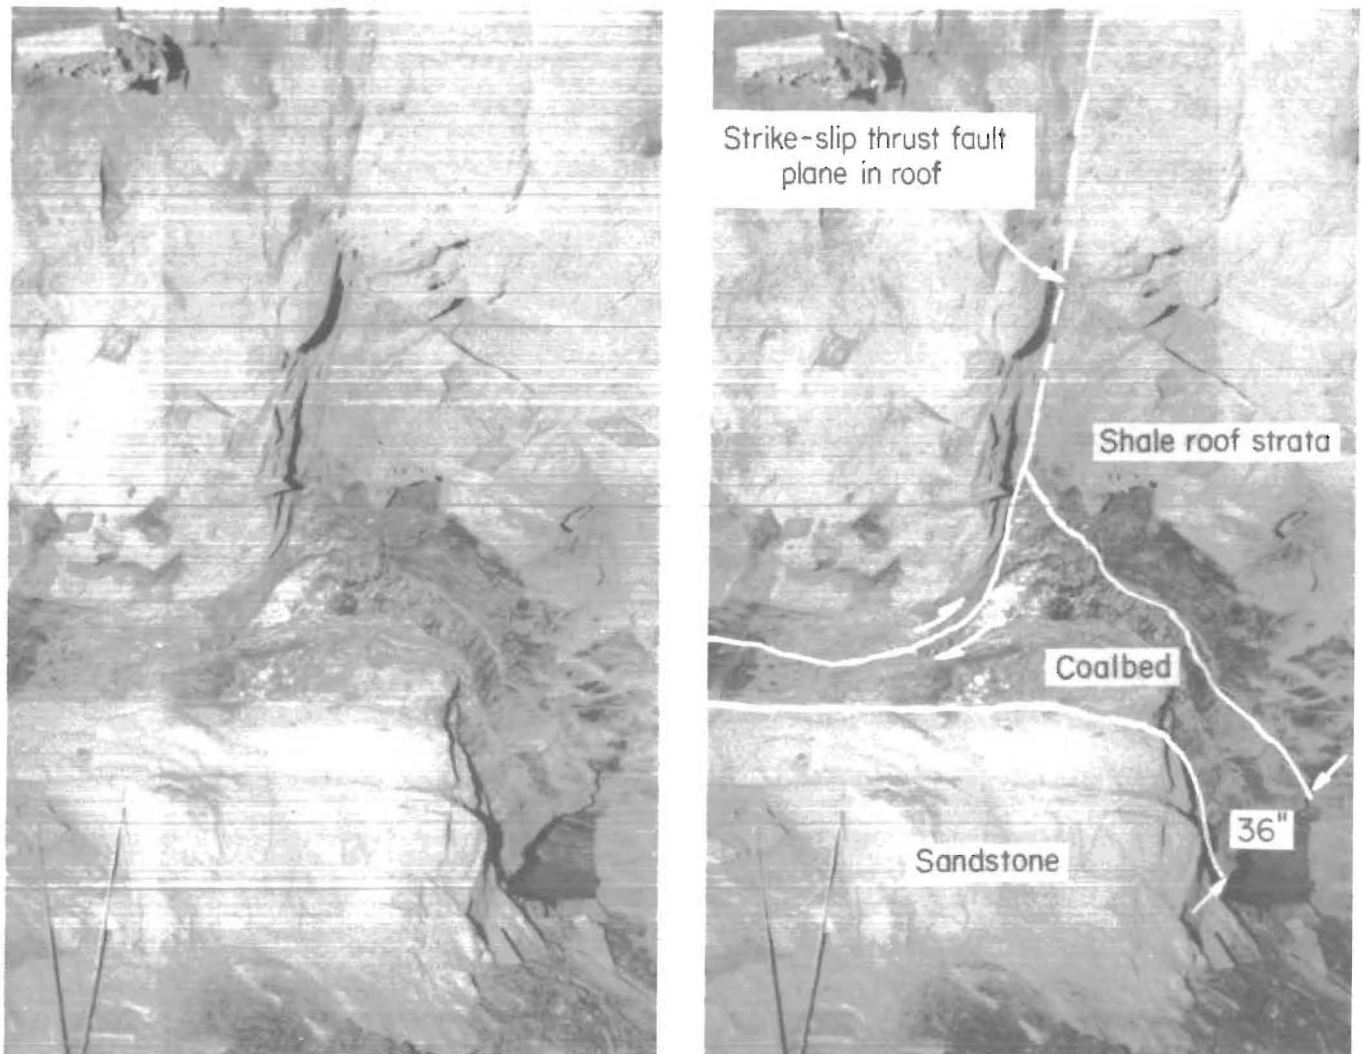 Strike-slip thrust fault
plane in roof
Shale roof strata
Coalbed
36"
Sandstone